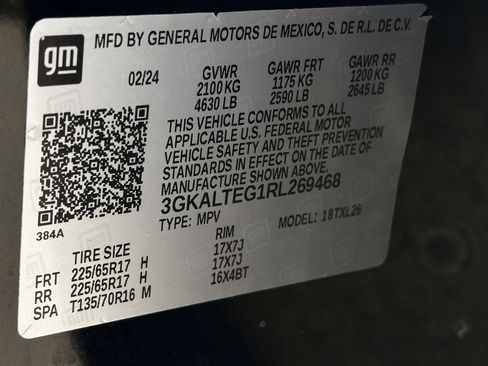 gm MFD BY GENERAL MOTORS DE MEXICO, S. DE R.L. DE C.V.
02/24 GVWR GAWR FRT GAWR RR
2100 KG 1175 KG 1200 KG
4630 LB 2590 LB 2645 LB
THIS VEHICLE CONFORMS TO ALL
APPLICABLE U.S. FEDERAL MOTOR
VEHICLE SAFETY AND THEFT PREVENTION
STANDARDS IN EFFECT ON THE DATE OF
MANUFACTURE SHOWN ABOVE.
3GKALTEG1RL269468
384A TYPE: MPV MODEL: 18TXL26
TIRE SIZE RIM
FRT 225/65R17 H 17X7J
RR 225/65R17 H 17X7J
SPA T135/70R16 M 16X4BT